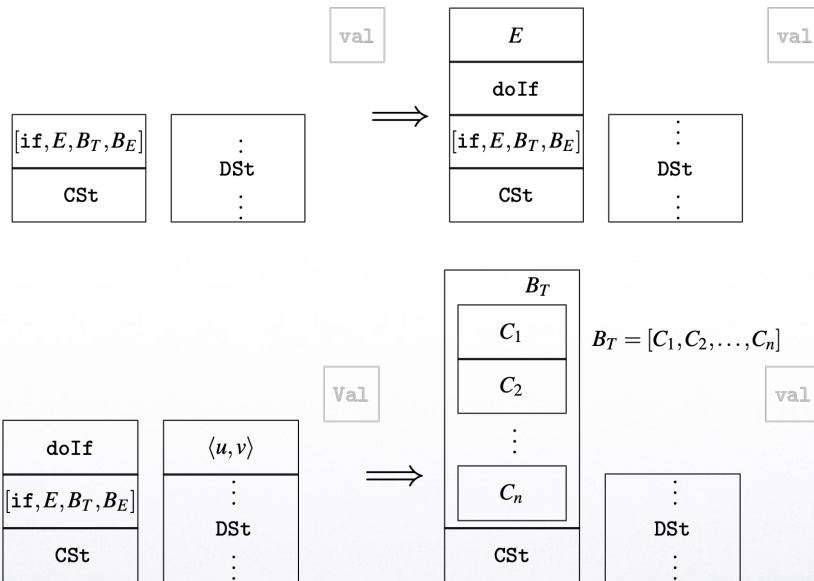 val
E
val
doIf
[if, E, B_T, B_E]
⋮
DSt
⋮
⟹
[if, E, B_T, B_E]
⋮
DSt
⋮
CSt
CSt
B_T
C_1
B_T = [C_1, C_2, …, C_n]
C_2
Val
val
⋮
doIf
⟨u, v⟩
⟹
C_n
[if, E, B_T, B_E]
⋮
DSt
⋮
⋮
DSt
⋮
CSt
CSt